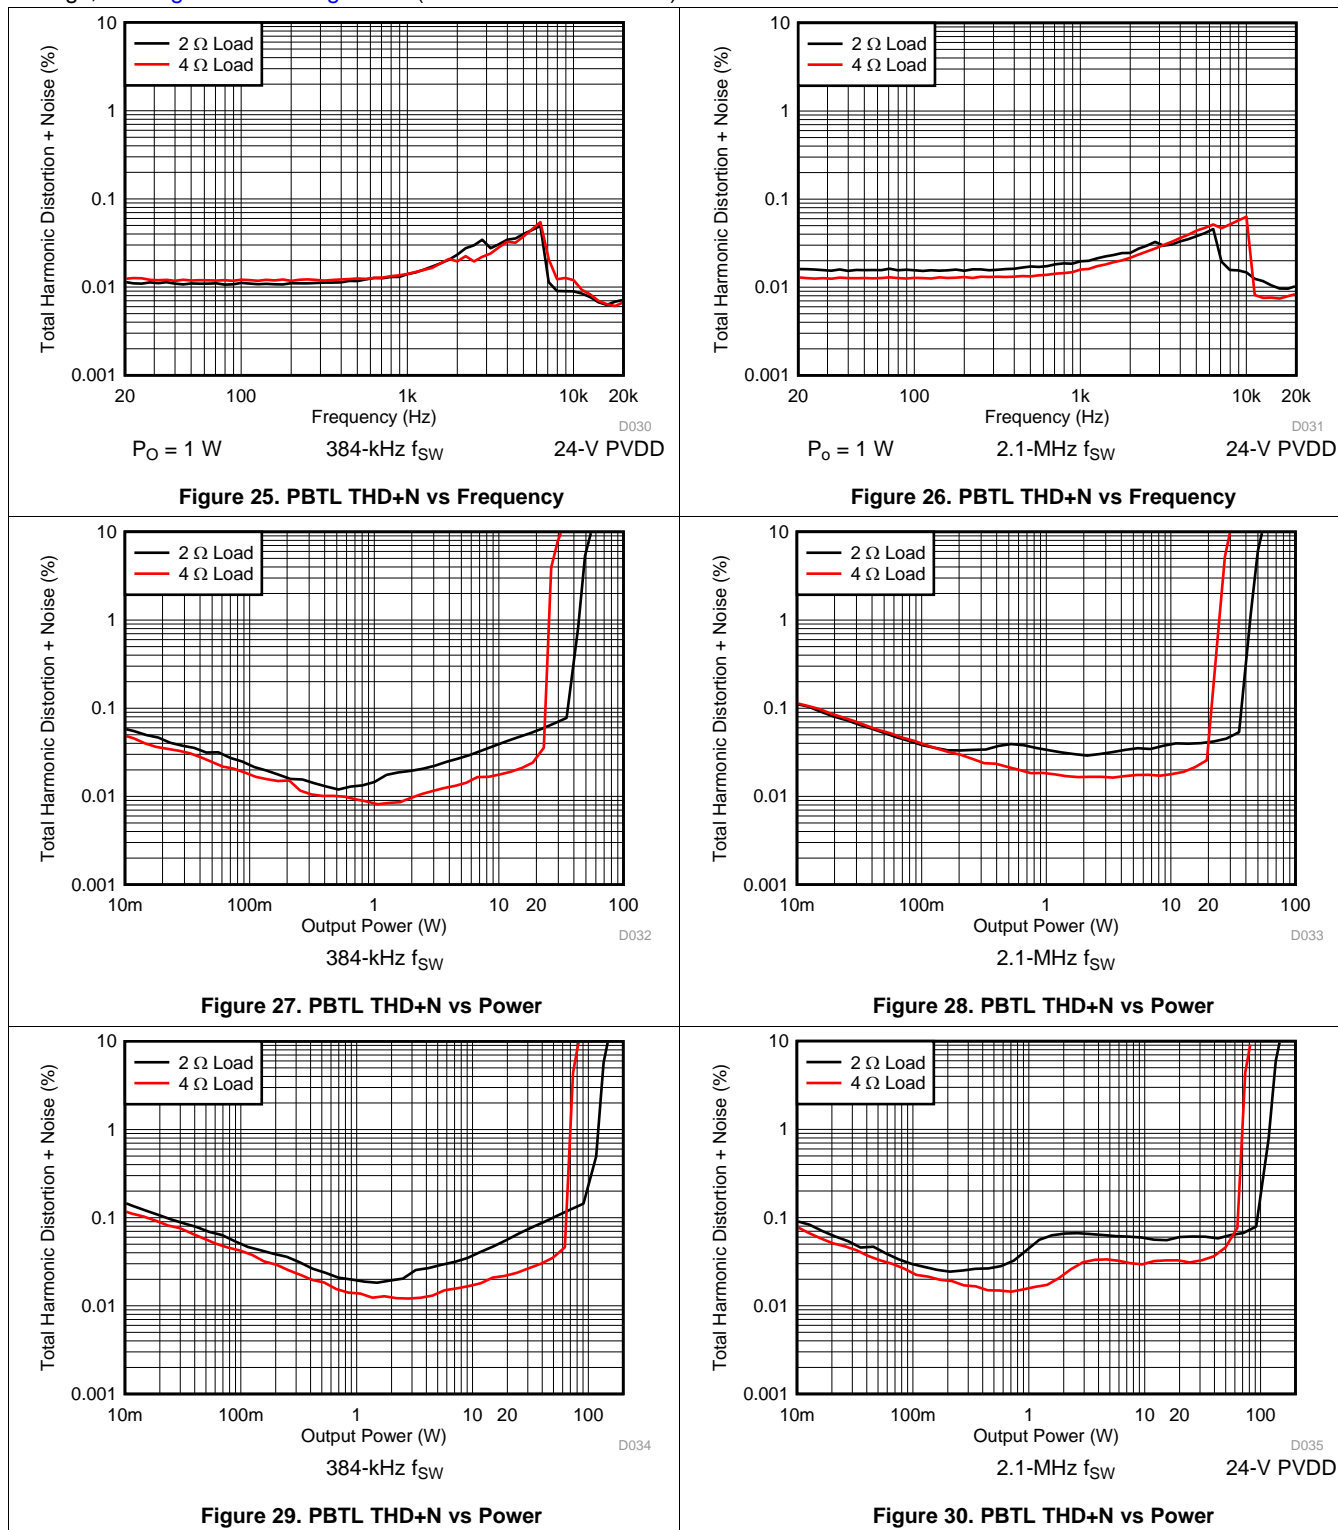 10
1
0.1
0.01
0.001
Total Harmonic Distortion + Noise (%)
2 Ω Load
4 Ω Load
20 100 1k 10k 20k
Frequency (Hz)
D030
P_O = 1 W 384-kHz f_SW 24-V PVDD
Figure 25. PBTL THD+N vs Frequency
10
1
0.1
0.01
0.001
Total Harmonic Distortion + Noise (%)
2 Ω Load
4 Ω Load
20 100 1k 10k 20k
Frequency (Hz)
D031
P_o = 1 W 2.1-MHz f_SW 24-V PVDD
Figure 26. PBTL THD+N vs Frequency
10
1
0.1
0.01
0.001
Total Harmonic Distortion + Noise (%)
2 Ω Load
4 Ω Load
10m 100m 1 10 20 100
Output Power (W)
D032
384-kHz f_SW
Figure 27. PBTL THD+N vs Power
10
1
0.1
0.01
0.001
Total Harmonic Distortion + Noise (%)
2 Ω Load
4 Ω Load
10m 100m 1 10 20 100
Output Power (W)
D033
2.1-MHz f_SW
Figure 28. PBTL THD+N vs Power
10
1
0.1
0.01
0.001
Total Harmonic Distortion + Noise (%)
2 Ω Load
4 Ω Load
10m 100m 1 10 20 100
Output Power (W)
D034
384-kHz f_SW
Figure 29. PBTL THD+N vs Power
10
1
0.1
0.01
0.001
Total Harmonic Distortion + Noise (%)
2 Ω Load
4 Ω Load
10m 100m 1 10 20 100
Output Power (W)
D035
2.1-MHz f_SW 24-V PVDD
Figure 30. PBTL THD+N vs Power